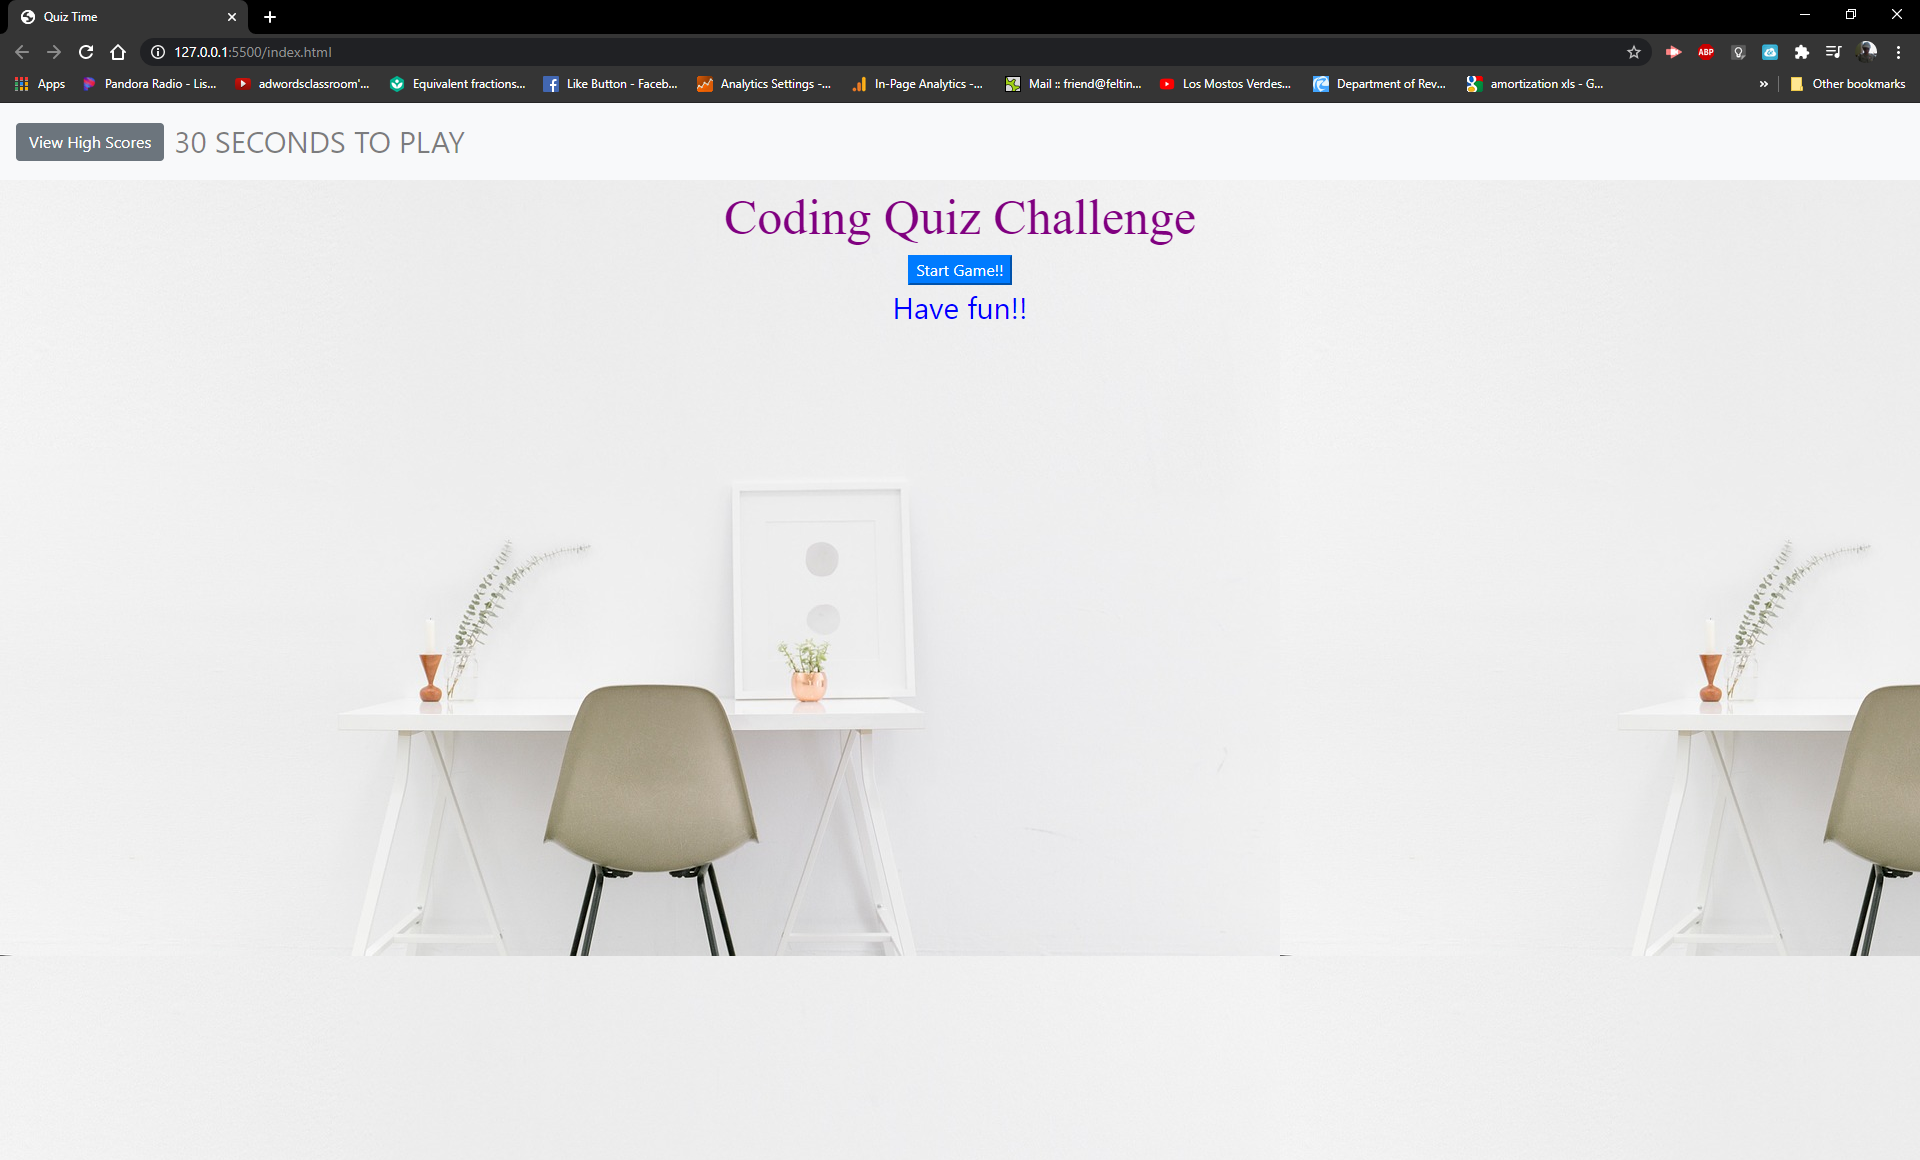 Quiz Time
127.0.0.1:5500/index.html
ABP
Apps Pandora Radio - Lis... adwordsclassroom'... Equivalent fractions... Like Button - Faceb... Analytics Settings -... In-Page Analytics -... Mail :: friend@feltin... Los Mostos Verdes... Department of Rev... amortization xls - G... » Other bookmarks
View High Scores 30 SECONDS TO PLAY
Coding Quiz Challenge
Start Game!!
Have fun!!